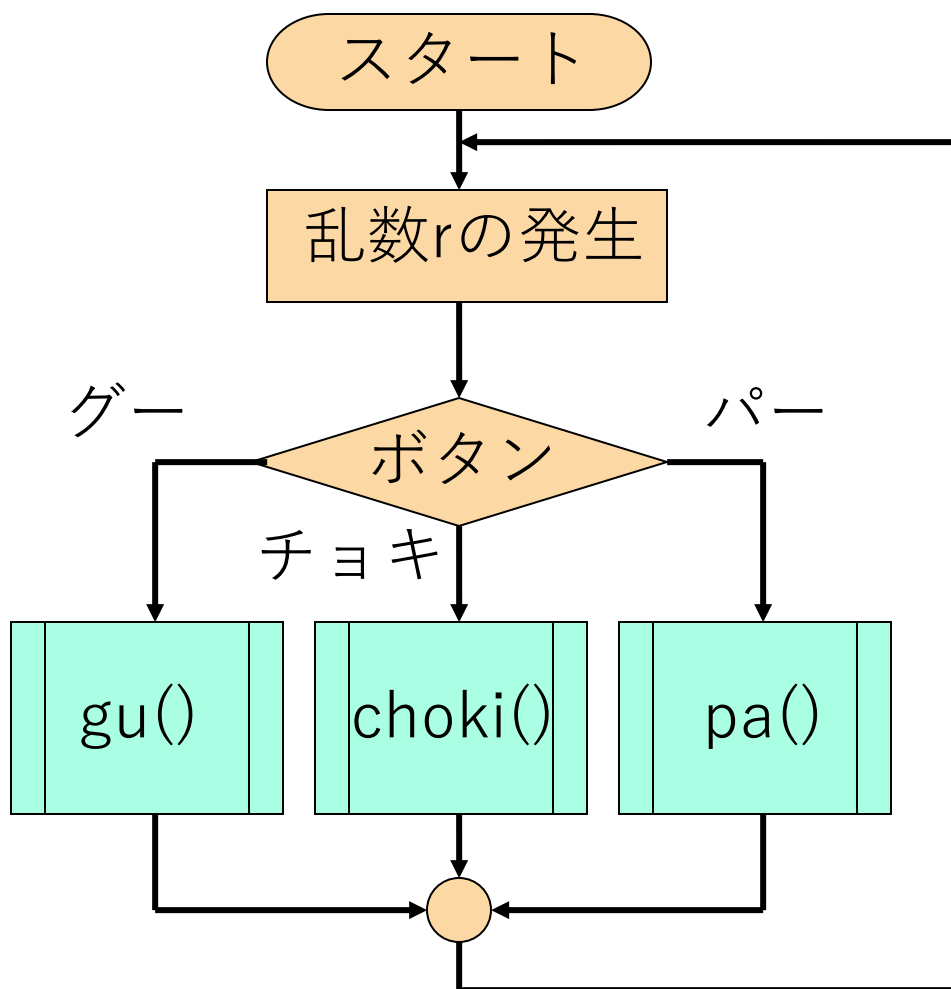 スタート
乱数rの発生
グー
パー
ボタン
チョキ
gu()
choki()
pa()